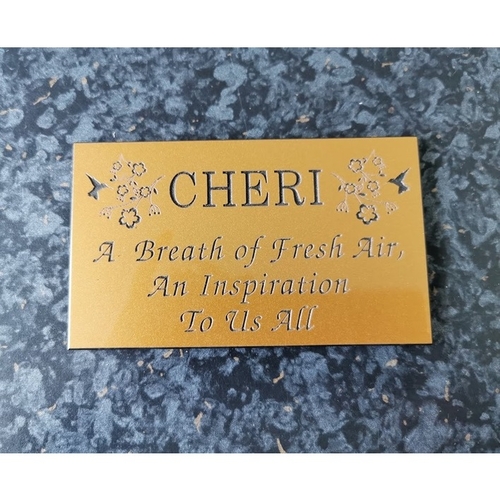 CHERI
A Breath of Fresh Air,
An Inspiration
To Us All